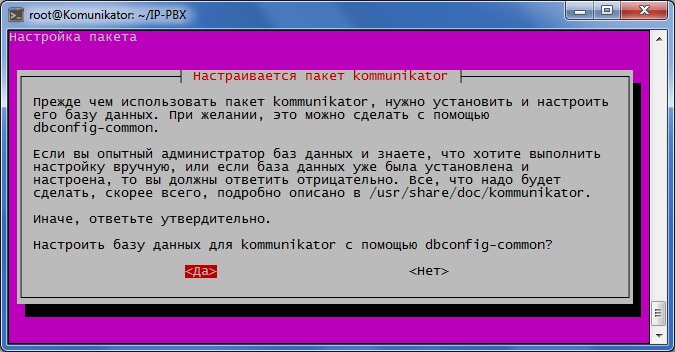 root@Komunikator: ~/IP-PBX
Настройка пакета
Настраивается пакет kommunikator
Прежде чем использовать пакет kommunikator, нужно установить и настроить
его базу данных. При желании, это можно сделать с помощью
dbconfig-common.
Если вы опытный администратор баз данных и знаете, что хотите выполнить
настройку вручную, или если база данных уже была установлена и
настроена, то вы должны ответить отрицательно. Все, что надо будет
сделать, скорее всего, подробно описано в /usr/share/doc/kommunikator.
Иначе, ответьте утвердительно.
Настроить базу данных для kommunikator с помощью dbconfig-common?
<Да> <Нет>